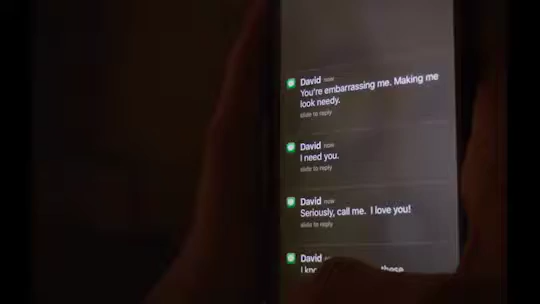 David now
You're embarrassing me. Making me
look needy.
slide to reply
David now
I need you.
slide to reply
David now
Seriously, call me. I love you!
slide to reply
David
those